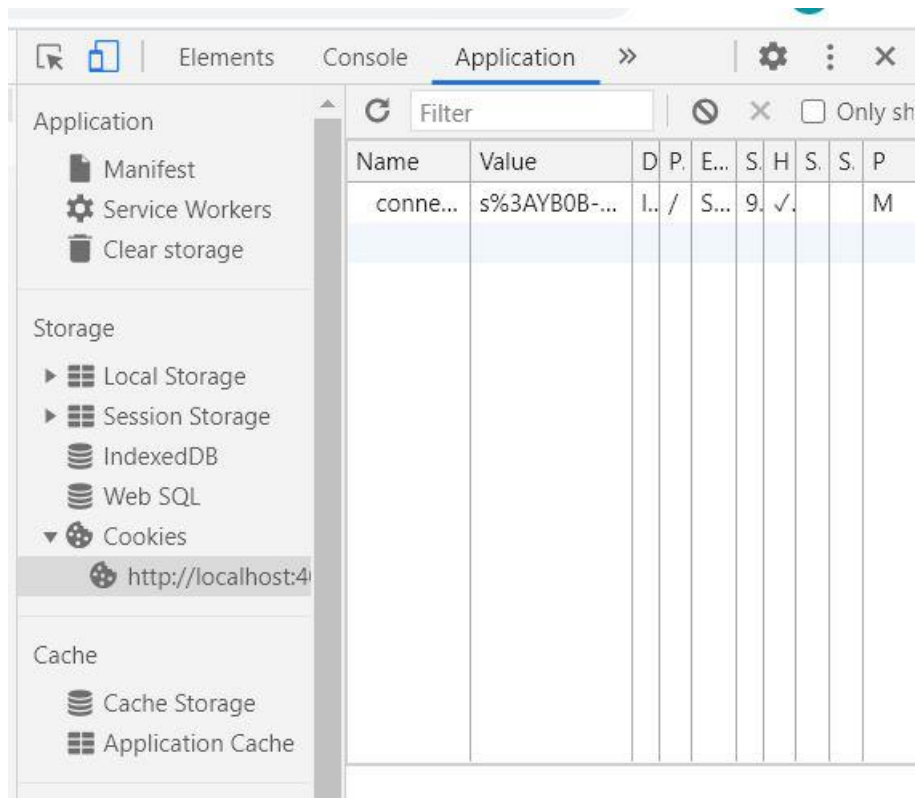 Elements Console Application »
Application
Manifest
Service Workers
Clear storage
Storage
Local Storage
Session Storage
IndexedDB
Web SQL
Cookies
http://localhost:4
Cache
Cache Storage
Application Cache
Filter Only sh
Name Value D P. E... S. H S. S. P
conne... s%3AYB0B-... l.. / S... 9. ✓. M